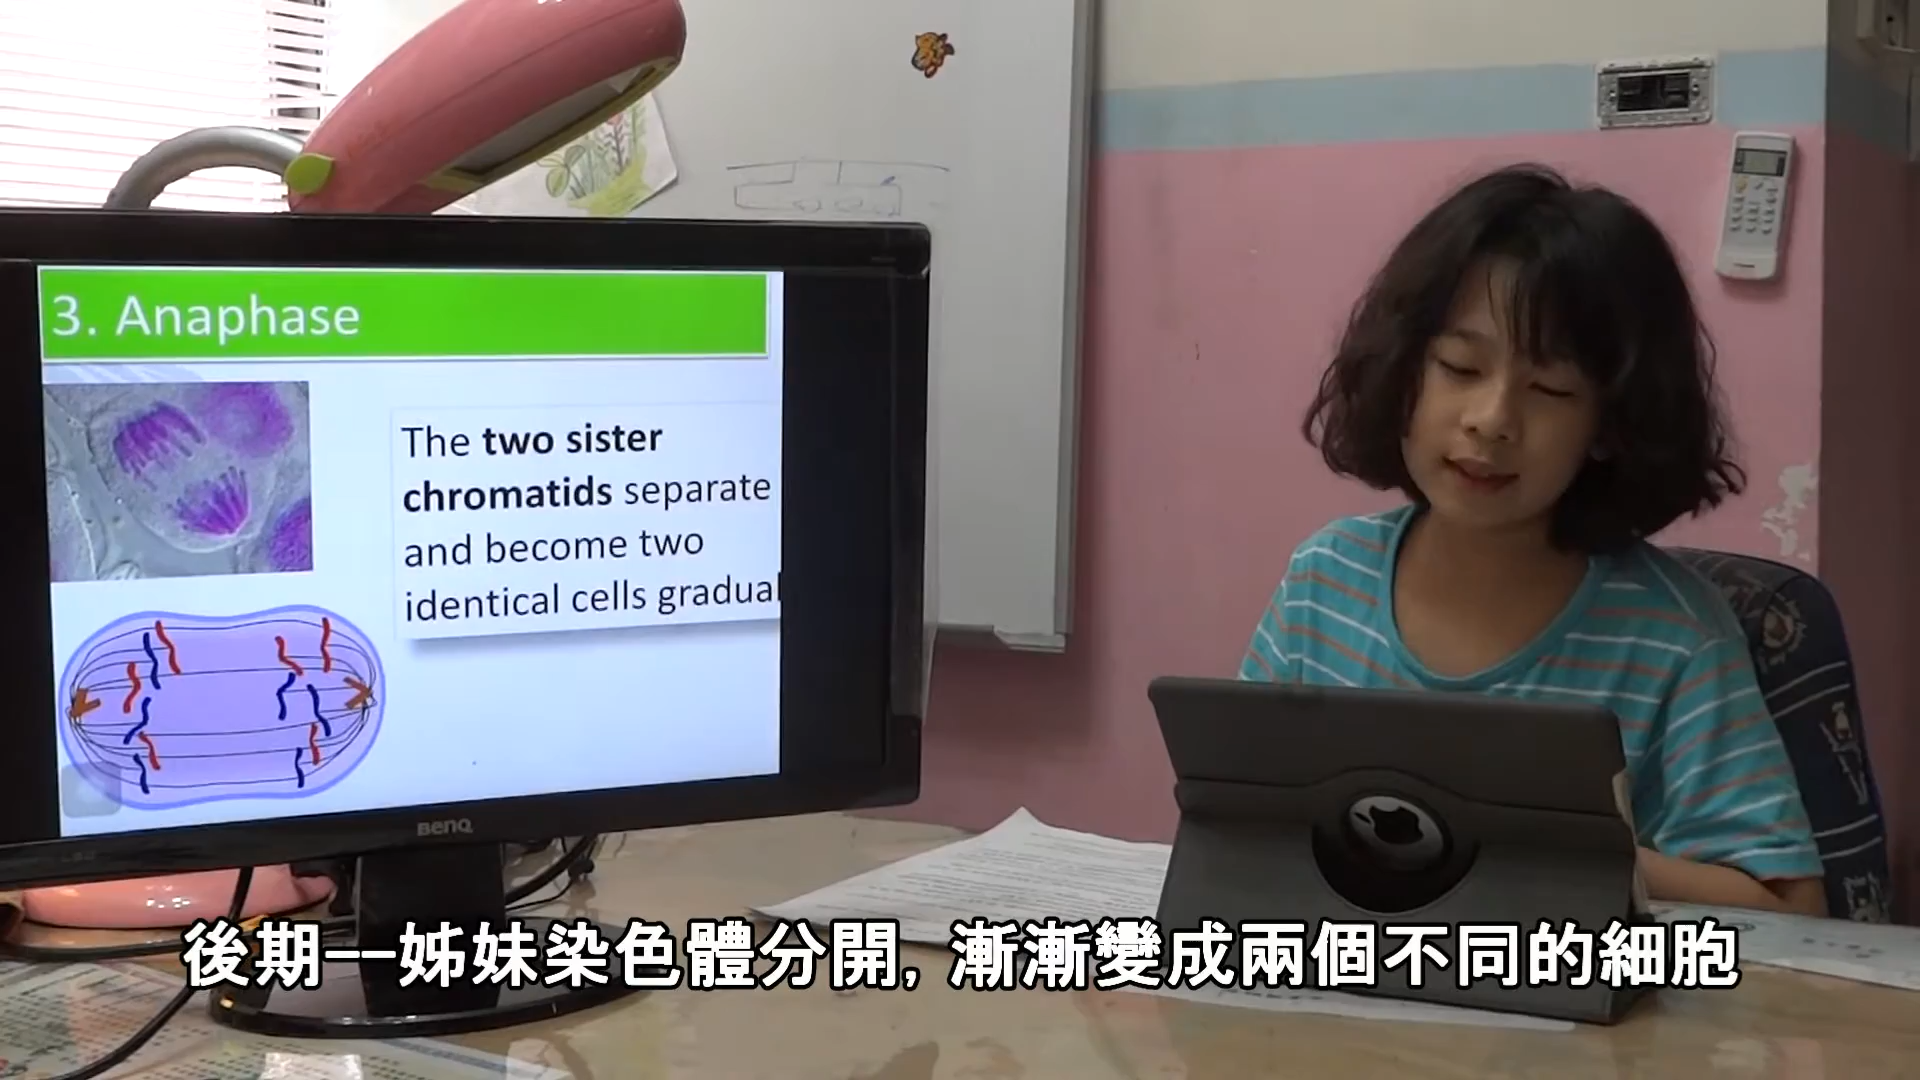 3. Anaphase
The two sister
chromatids separate
and become two
identical cells gradual
BenQ
後期--姊妹染色體分開, 漸漸變成兩個不同的細胞